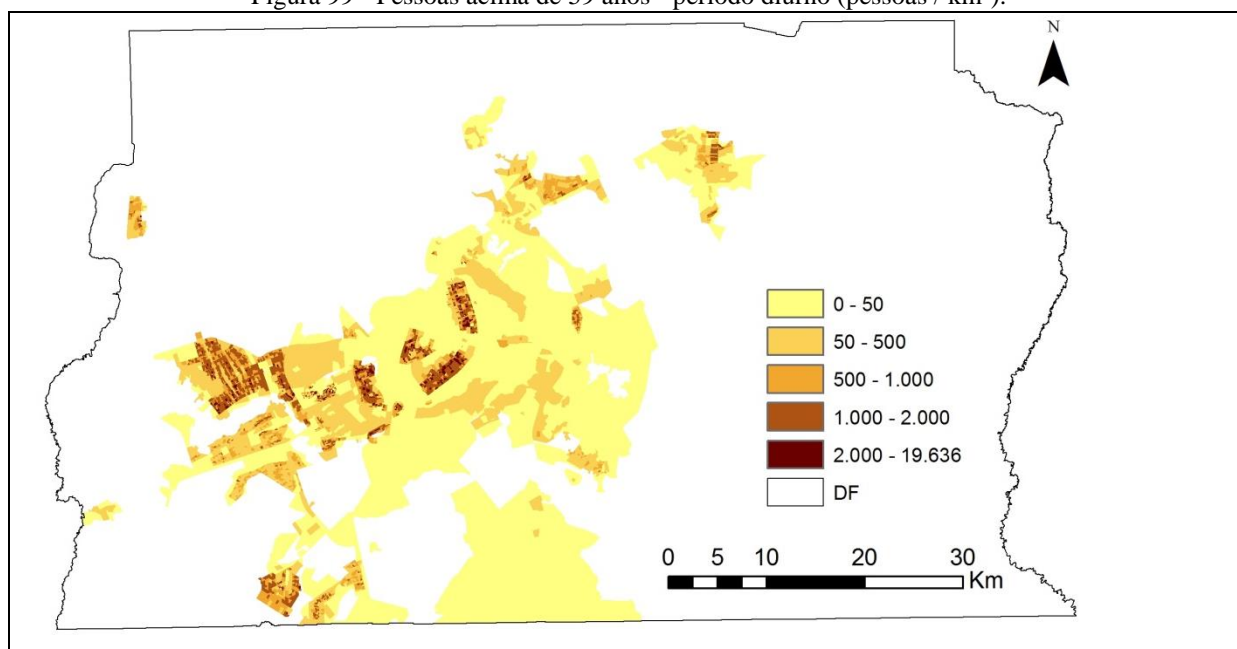 Figura 99 - Pessoas acima de 59 anos - período diurno (pessoas / km²).
N
0 - 50
50 - 500
500 - 1.000
1.000 - 2.000
2.000 - 19.636
DF
0 5 10 20 30
Km